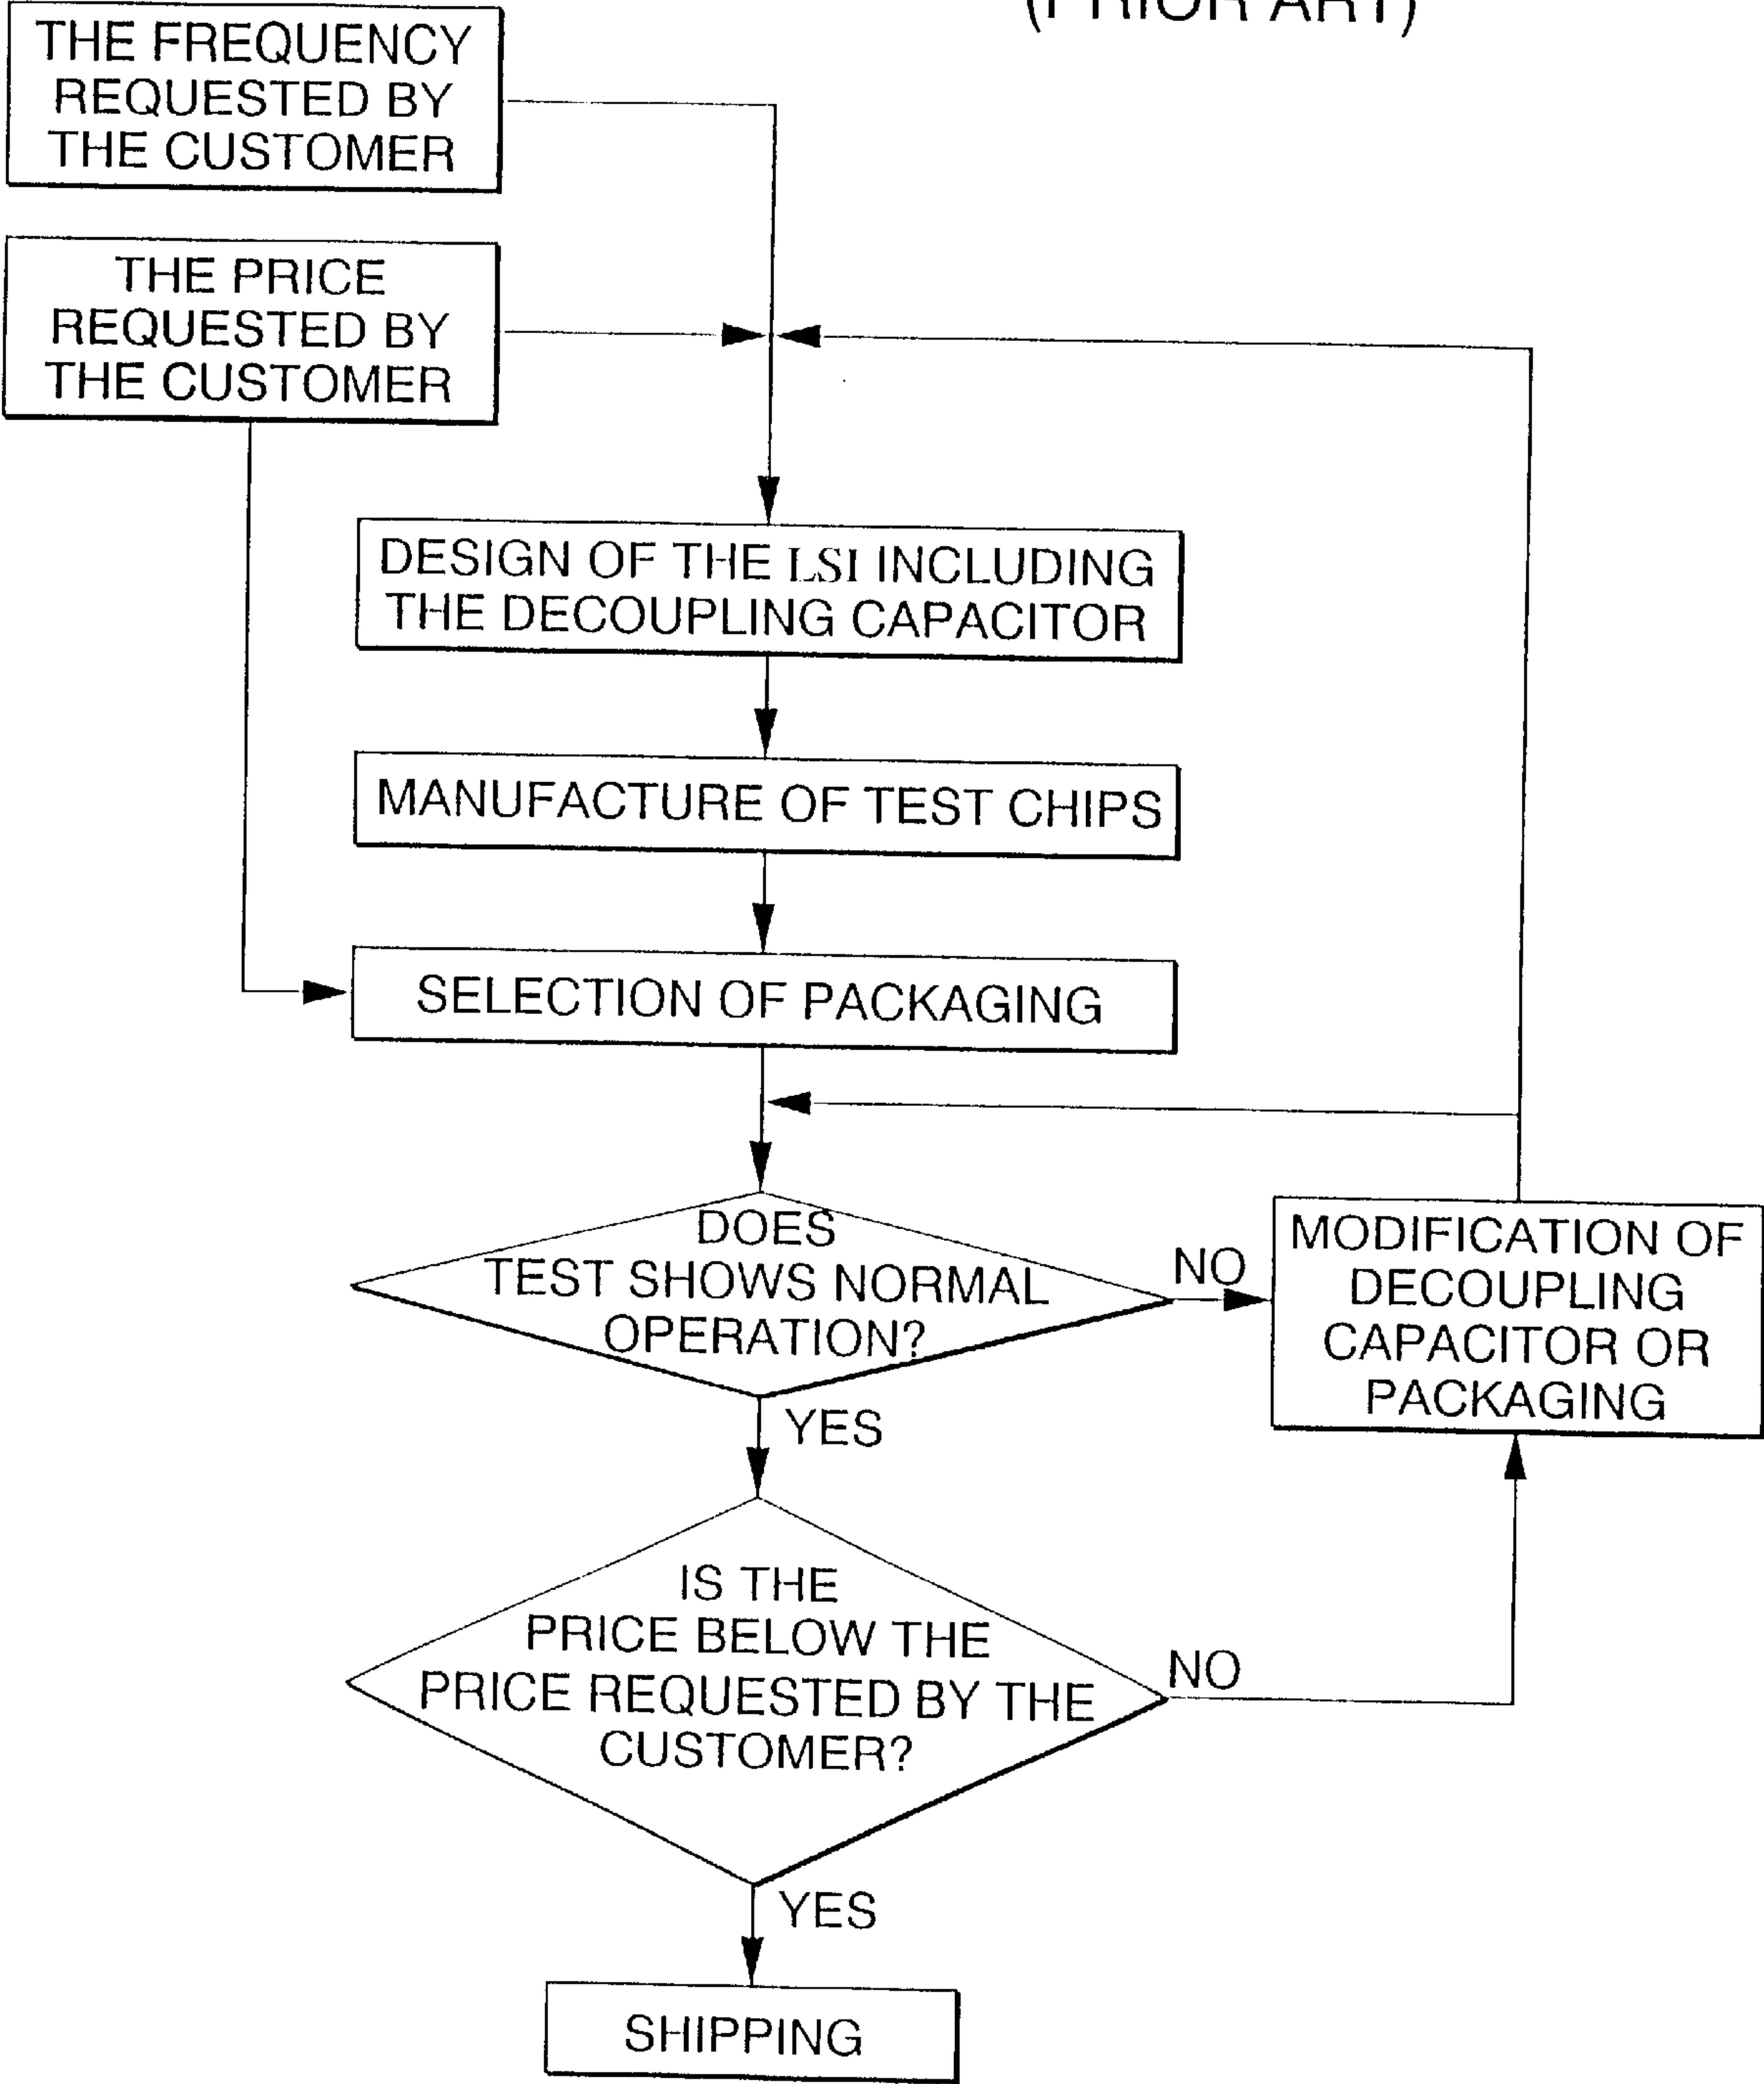 (PRIOR ART)
THE FREQUENCY
REQUESTED BY
THE CUSTOMER
THE PRICE
REQUESTED BY
THE CUSTOMER
DESIGN OF THE LSI INCLUDING
THE DECOUPLING CAPACITOR
MANUFACTURE OF TEST CHIPS
SELECTION OF PACKAGING
DOES
TEST SHOWS NORMAL
OPERATION?
NO
MODIFICATION OF
DECOUPLING
CAPACITOR OR
PACKAGING
YES
IS THE
PRICE BELOW THE
PRICE REQUESTED BY THE
CUSTOMER?
NO
YES
SHIPPING